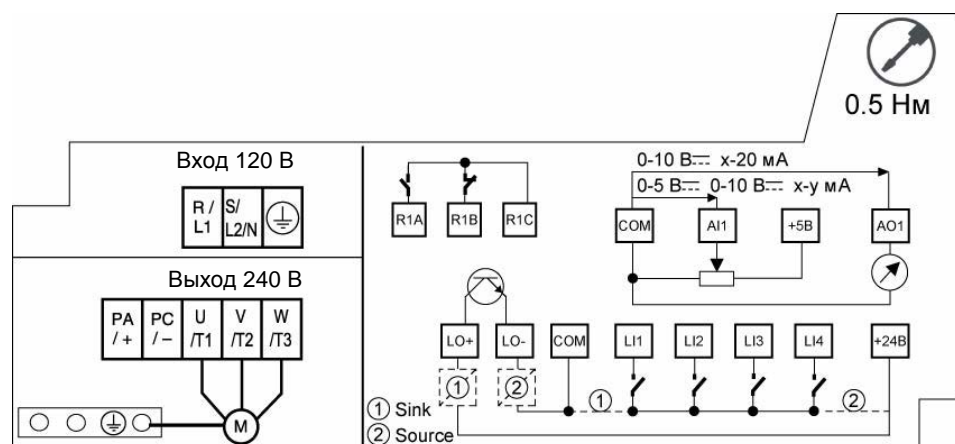 0.5 Нм
Вход 120 В
R / L1 S/ L2/N
Выход 240 В
PA / + PC / – U /T1 V /T2 W /T3
M
R1A R1B R1C
0-10 В x-20 мА
0-5 В 0-10 В x-y мА
COM AI1 +5В AO1
LO+ LO- COM LI1 LI2 LI3 LI4 +24В
① ② ① ②
① Sink
② Source